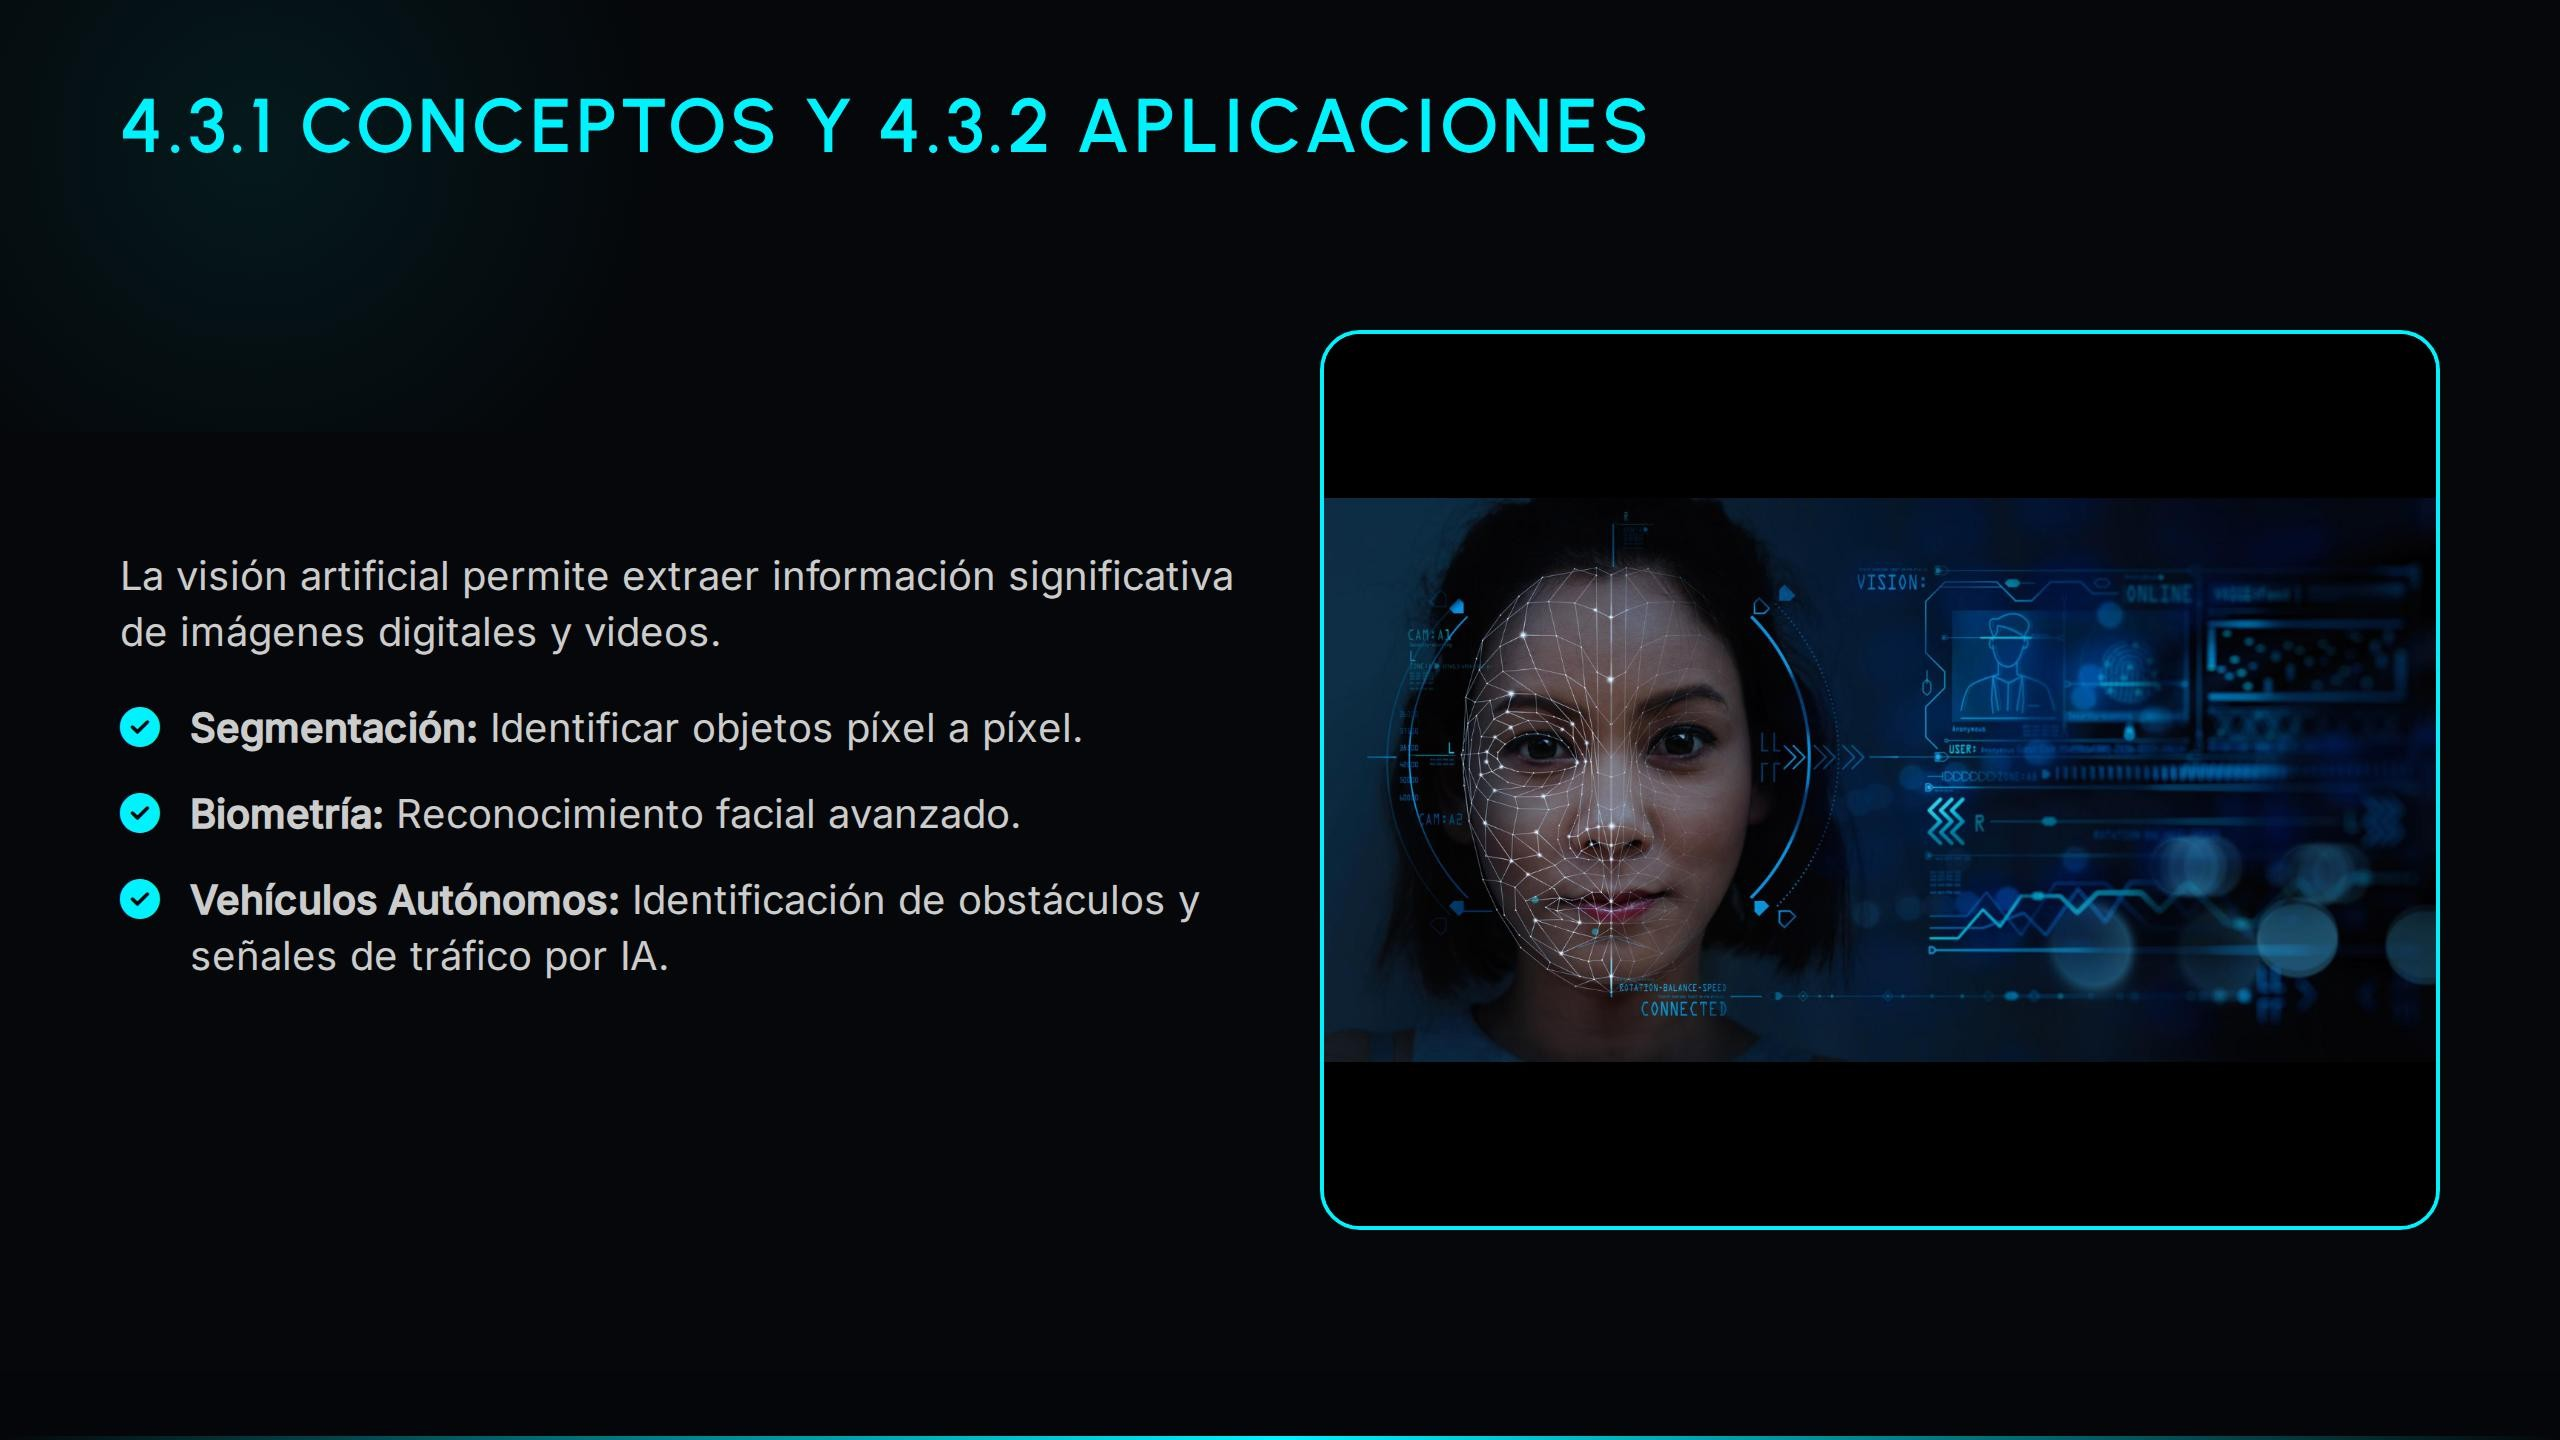 4.3.1 CONCEPTOS Y 4.3.2 APLICACIONES
La visión artificial permite extraer información significativa
de imágenes digitales y videos.
Segmentación: Identificar objetos píxel a píxel.
Biometría: Reconocimiento facial avanzado.
Vehículos Autónomos: Identificación de obstáculos y
señales de tráfico por IA.
R
CAM:A1
L
L
CAM:A2
VISION:
ONLINE
Anonymous
USER:
R
ROTATION-BALANCE-SPEED
CONNECTED